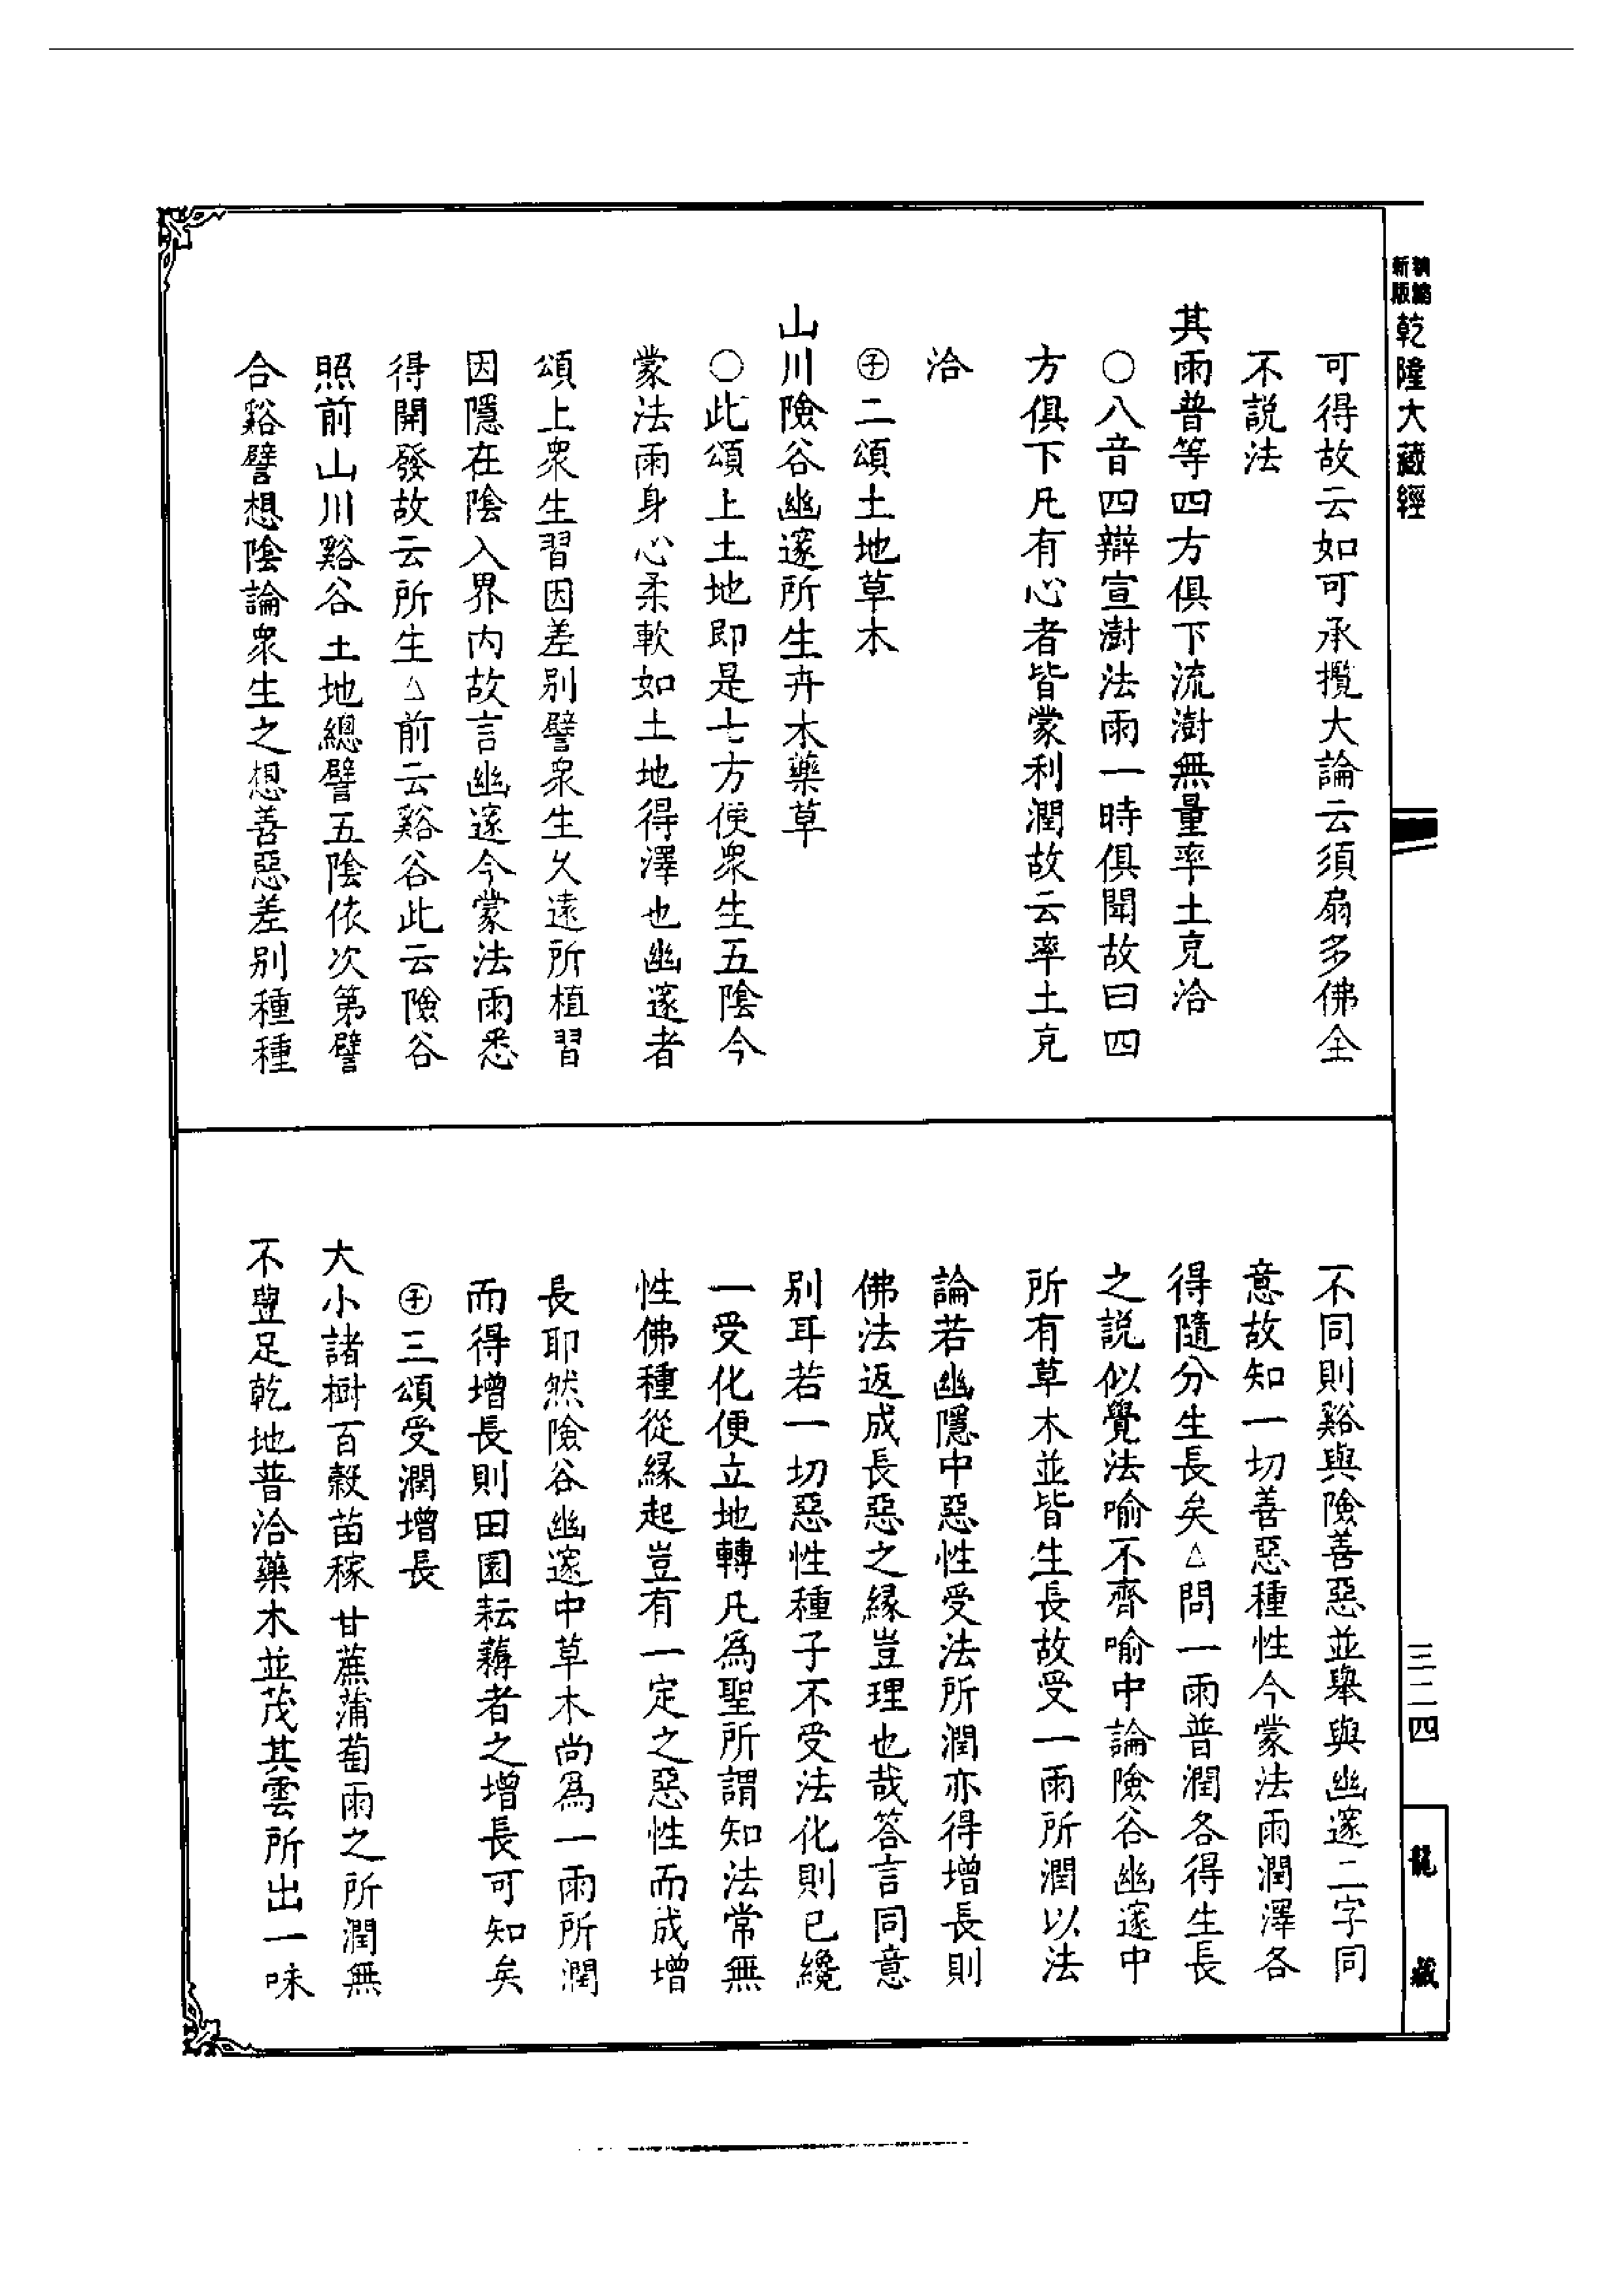 新版精縮乾隆大藏經
可得故云如可承攬大論云須扇多佛全
不説法
其雨普等四方俱下流澍無量率土充洽
○八音四辯宣澍法雨一時俱聞故曰四
方俱下凡有心者皆蒙利潤故云率土充
洽
㊉二頌土地草木
山川險谷幽邃所生卉木藥草
○此頌上土地即是七方便衆生五陰今
蒙法雨身心柔軟如土地得澤也幽邃者
頌上衆生習因差别譬衆生久遠所植習
因隱在陰入界内故言幽邃今蒙法雨悉
得開發故云所生△前云谿谷此云險谷
照前山川谿谷土地總譬五陰依次第譬
合谿譬想陰論衆生之想善惡差别種種
不同則谿與險善惡並舉與幽邃二字同
意故知一切善惡種性今蒙法雨潤澤各
得隨分生長矣△問一雨普潤各得生長
之説似覺法喻不齊喻中論險谷幽邃中
所有草木並皆生長故受一雨所潤以法
論若幽隱中惡性受法所潤亦得增長則
佛法返成長惡之緣豈理也哉答言同意
别耳若一切惡性種子不受法化則已纔
一受化便立地轉凡爲聖所謂知法常無
性佛種從緣起豈有一定之惡性而成增
長耶然險谷幽邃中草木尚爲一雨所潤
而得增長則田園耘耨者之增長可知矣
㊉三頌受潤增長
大小諸樹百穀苗稼甘蔗蒲萄雨之所潤無
不豐足乾地普洽藥木並茂其雲所出一味
三二四
龍藏